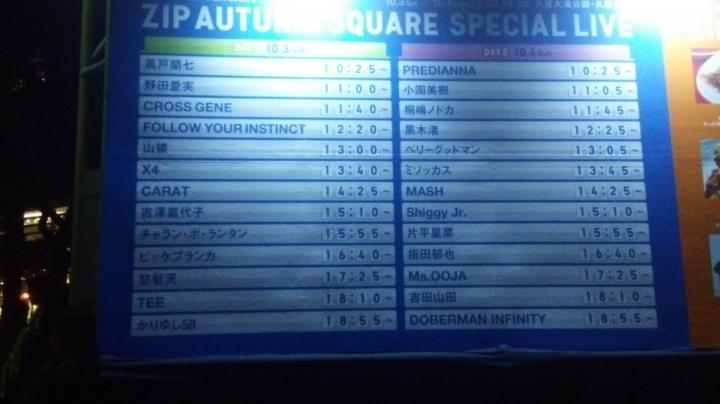 ZIP AUTUMN SQUARE SPECIAL LIVE
DAY1 10.3 Sat
風戸蘭七 10:25~
野田愛実 11:00~
CROSS GENE 11:40~
FOLLOW YOUR INSTINCT 12:20~
山猿 13:00~
X4 13:40~
CARAT 14:25~
吉澤嘉代子 15:10~
チャラン・ポ・ランタン 15:55~
ビッケブランカ 16:40~
怒髪天 17:25~
TEE 18:10~
かりゆし58 18:55~
DAY2 10.4 Sun
PREDIANNA 10:25~
小園美樹 11:05~
桐嶋ノドカ 11:45~
黒木渚 12:25~
ベリーグッドマン 13:05~
ミソッカス 13:45~
MASH 14:25~
Shiggy Jr. 15:10~
片平里菜 15:55~
指田郁也 16:40~
Ms.OOJA 17:25~
吉田山田 18:10~
DOBERMAN INFINITY 18:55~